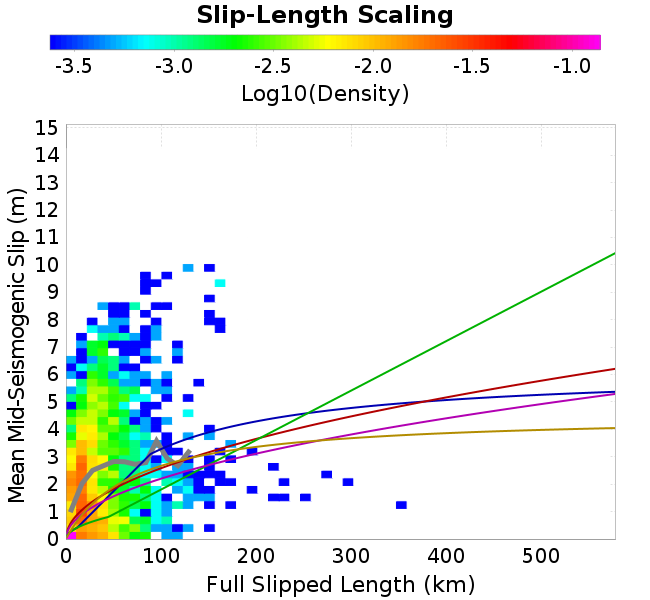 Slip-Length Scaling
-3.5 -3.0 -2.5 -2.0 -1.5 -1.0
Log10(Density)
15
14
13
12
11
10
9
8
7
6
5
4
3
2
1
0
Mean Mid-Seismogenic Slip (m)
0 100 200 300 400 500
Full Slipped Length (km)